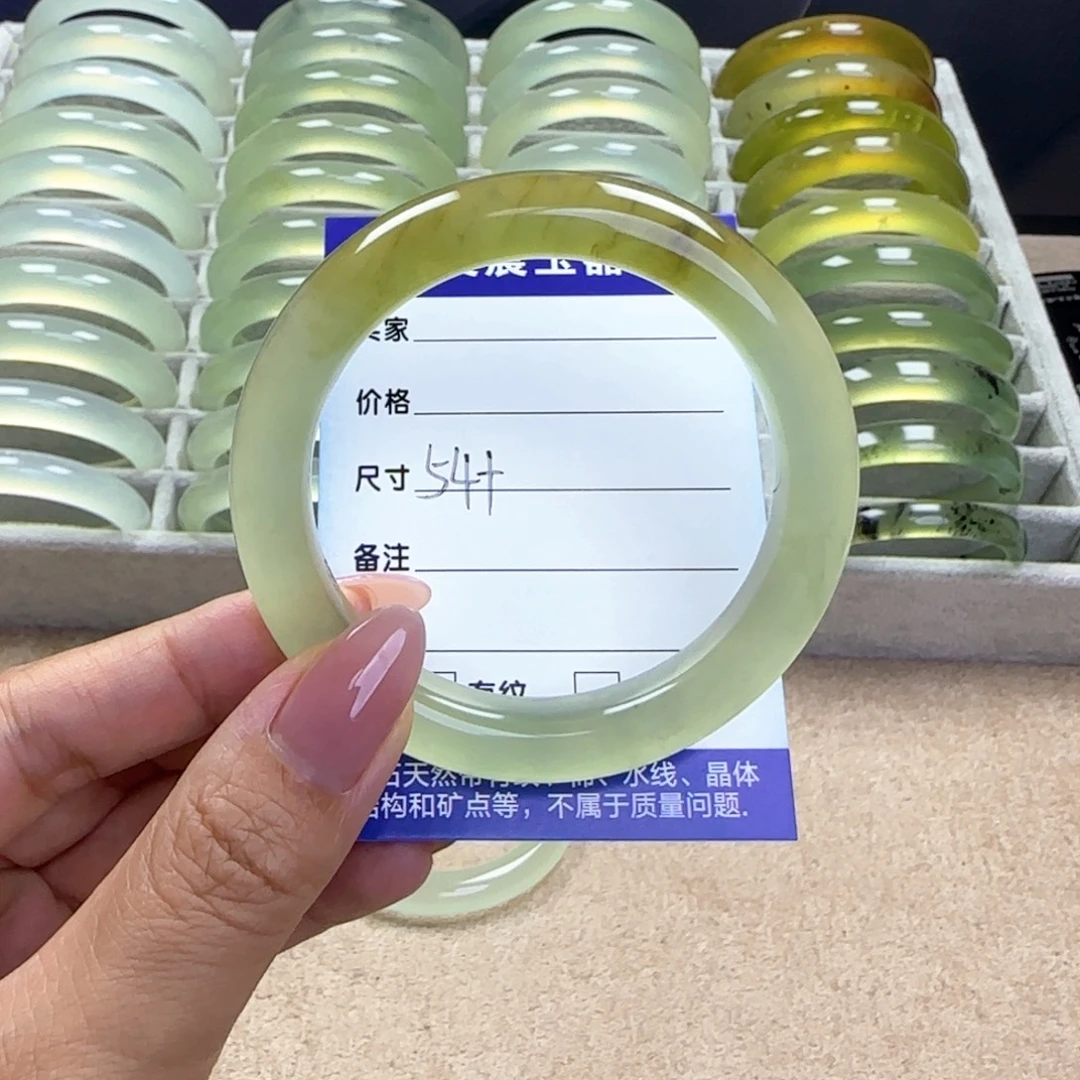 家
价格
尺寸 54+
备注
有纹
石天然带有纹、棉、水线、晶体
结构和矿点等，不属于质量问题.